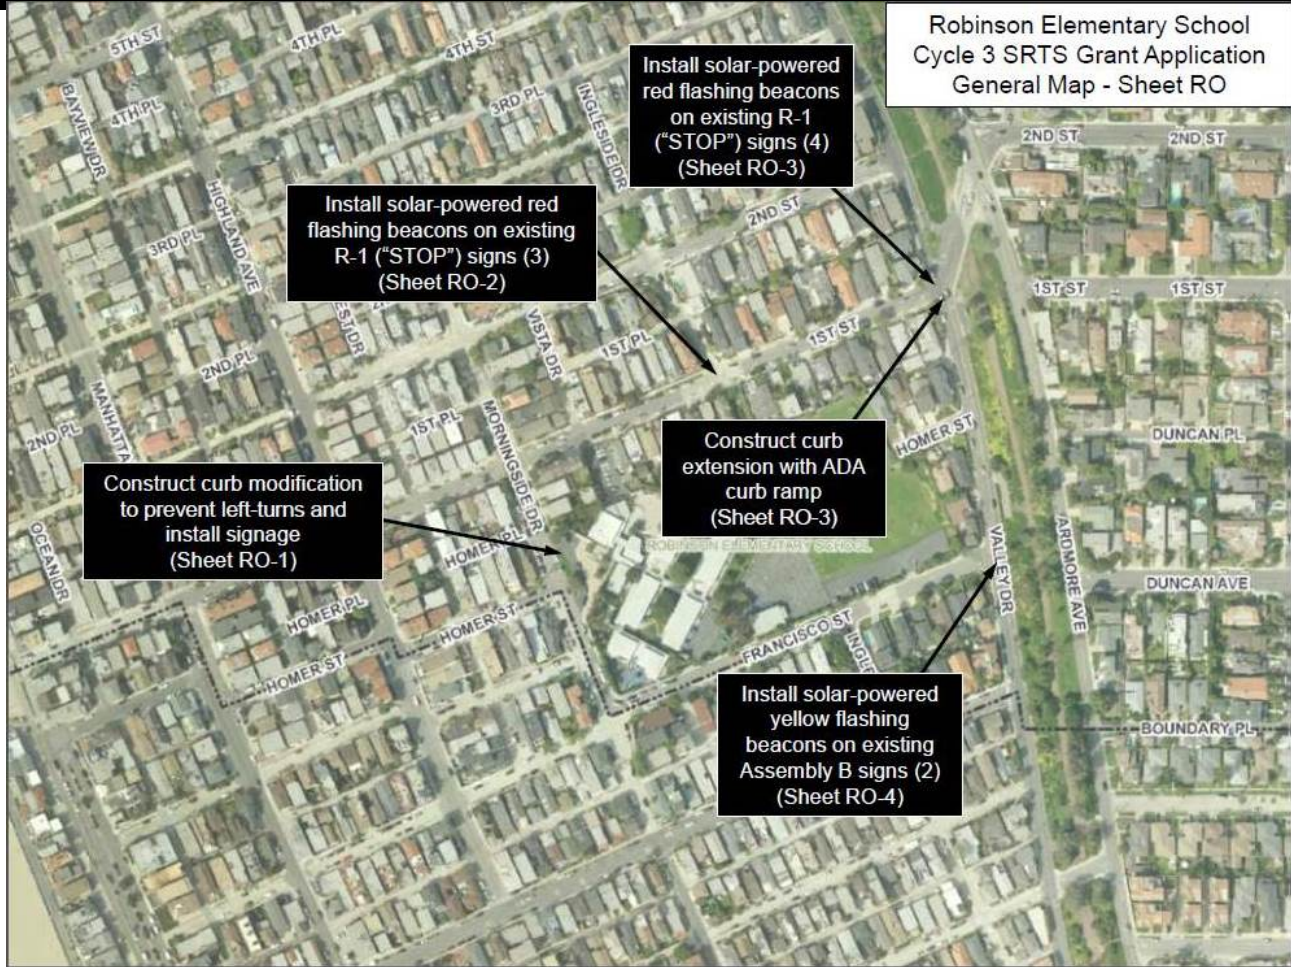 Robinson Elementary School
Cycle 3 SRTS Grant Application
General Map - Sheet RO
5TH ST
4TH PL
4TH ST
BAYVIEW DR
4TH PL
3RD PL
INGLESIDE DR
Install solar-powered
red flashing beacons
on existing R-1
(“STOP”) signs (4)
(Sheet RO-3)
2ND ST
2ND ST
HIGHLAND AVE
3RD PL
Install solar-powered red
flashing beacons on existing
R-1 (“STOP”) signs (3)
(Sheet RO-2)
2ND ST
1ST ST
1ST ST
EST DR
VISTA DR
1ST PL
1ST ST
2ND PL
MANHATTA
2ND PL
1ST PL
MORNINGSIDE DR
Construct curb
extension with ADA
curb ramp
(Sheet RO-3)
HOMER ST
DUNCAN PL
Construct curb modification
to prevent left-turns and
install signage
(Sheet RO-1)
OCEAN DR
HOMER PL
ROBINSON ELEMENTARY SCHOOL
VALLEY DR
ARDMORE AVE
DUNCAN AVE
HOMER PL
HOMER ST
HOMER ST
FRANCISCO ST
INGLE
Install solar-powered
yellow flashing
beacons on existing
Assembly B signs (2)
(Sheet RO-4)
BOUNDARY PL